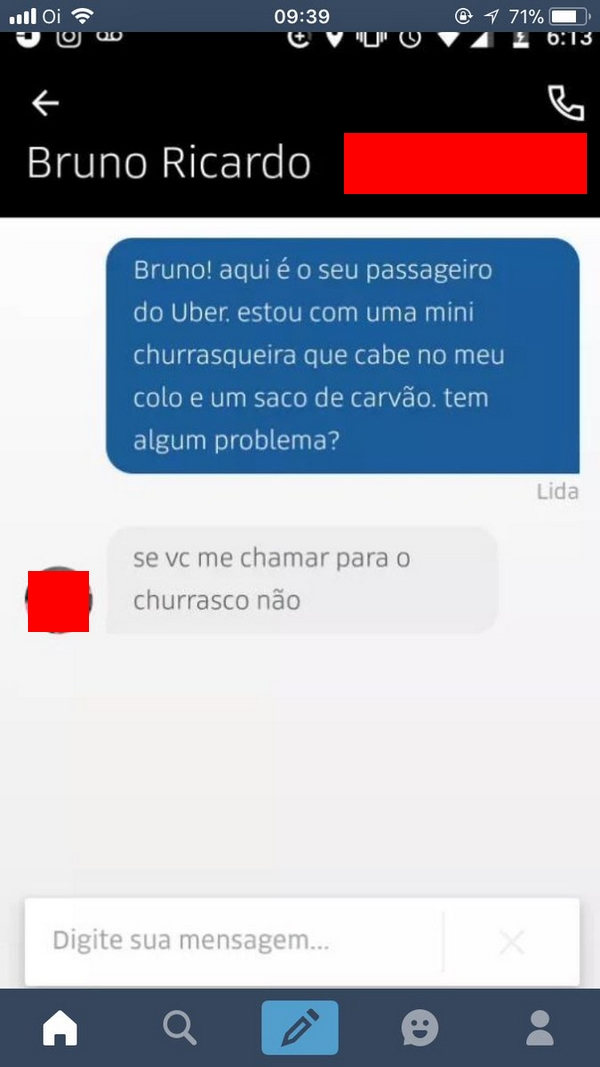 Oi 09:39 71%
6:13
Bruno Ricardo
Bruno! aqui é o seu passageiro
do Uber. estou com uma mini
churrasqueira que cabe no meu
colo e um saco de carvão. tem
algum problema?
Lida
se vc me chamar para o
churrasco não
Digite sua mensagem...